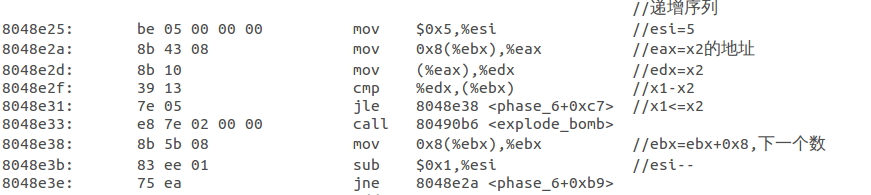 //递增序列
8048e25: be 05 00 00 00 mov $0x5,%esi //esi=5
8048e2a: 8b 43 08 mov 0x8(%ebx),%eax //eax=x2的地址
8048e2d: 8b 10 mov (%eax),%edx //edx=x2
8048e2f: 39 13 cmp %edx,(%ebx) //x1-x2
8048e31: 7e 05 jle 8048e38 <phase_6+0xc7> //x1<=x2
8048e33: e8 7e 02 00 00 call 80490b6 <explode_bomb>
8048e38: 8b 5b 08 mov 0x8(%ebx),%ebx //ebx=ebx+0x8,下一个数
8048e3b: 83 ee 01 sub $0x1,%esi //esi--
8048e3e: 75 ea jne 8048e2a <phase_6+0xb9>